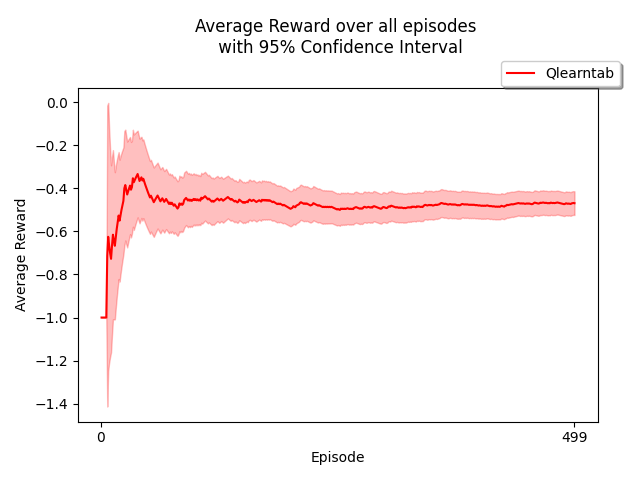 Average Reward over all episodes
with 95% Confidence Interval
Qlearntab
0.0
−0.2
−0.4
−0.6
−0.8
−1.0
−1.2
−1.4
Average Reward
0
499
Episode